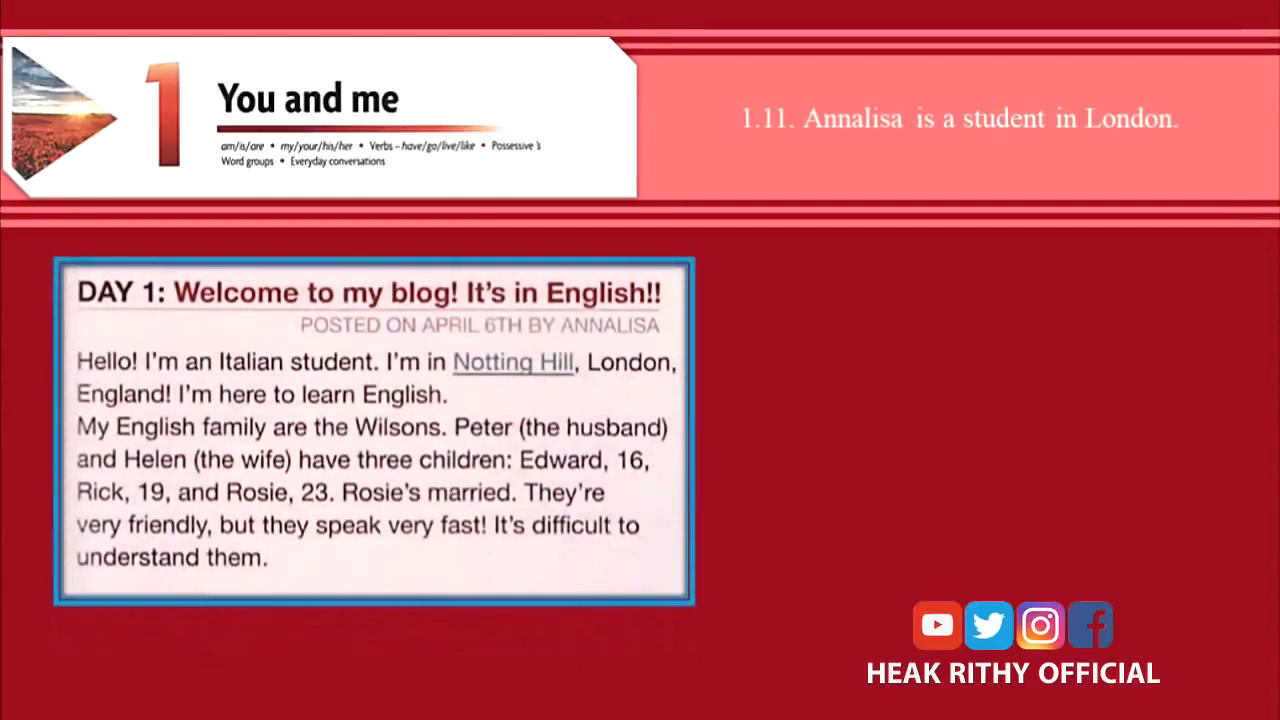 1
You and me
am/is/are • my/your/his/her • Verbs – have/go/live/like • Possessive 's
Word groups • Everyday conversations
1.11. Annalisa is a student in London.
DAY 1: Welcome to my blog! It's in English!!
POSTED ON APRIL 6TH BY ANNALISA
Hello! I'm an Italian student. I'm in Notting Hill, London,
England! I'm here to learn English.
My English family are the Wilsons. Peter (the husband)
and Helen (the wife) have three children: Edward, 16,
Rick, 19, and Rosie, 23. Rosie's married. They're
very friendly, but they speak very fast! It's difficult to
understand them.
HEAK RITHY OFFICIAL